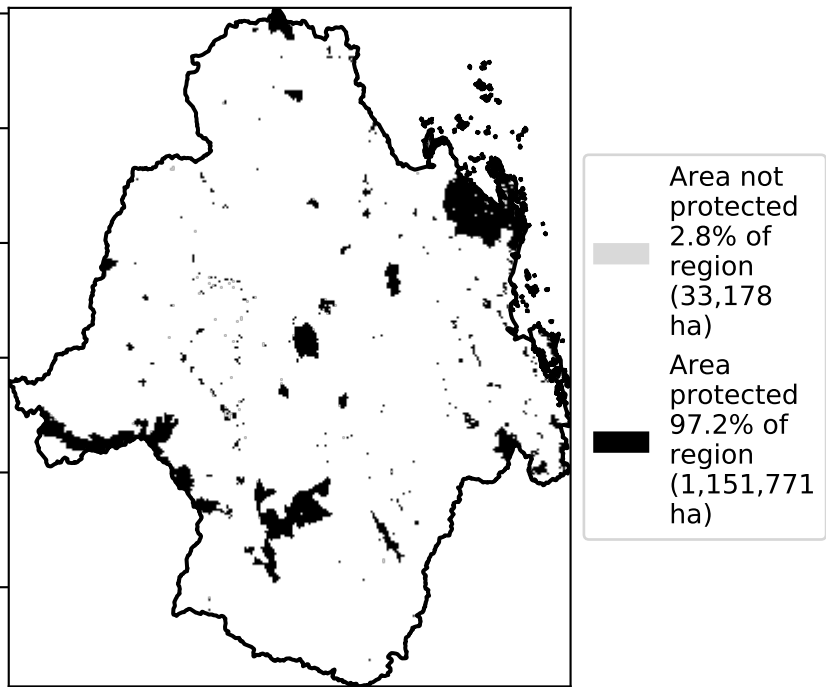 Area not
protected
2.8% of
region
(33,178
ha)
Area
protected
97.2% of
region
(1,151,771
ha)